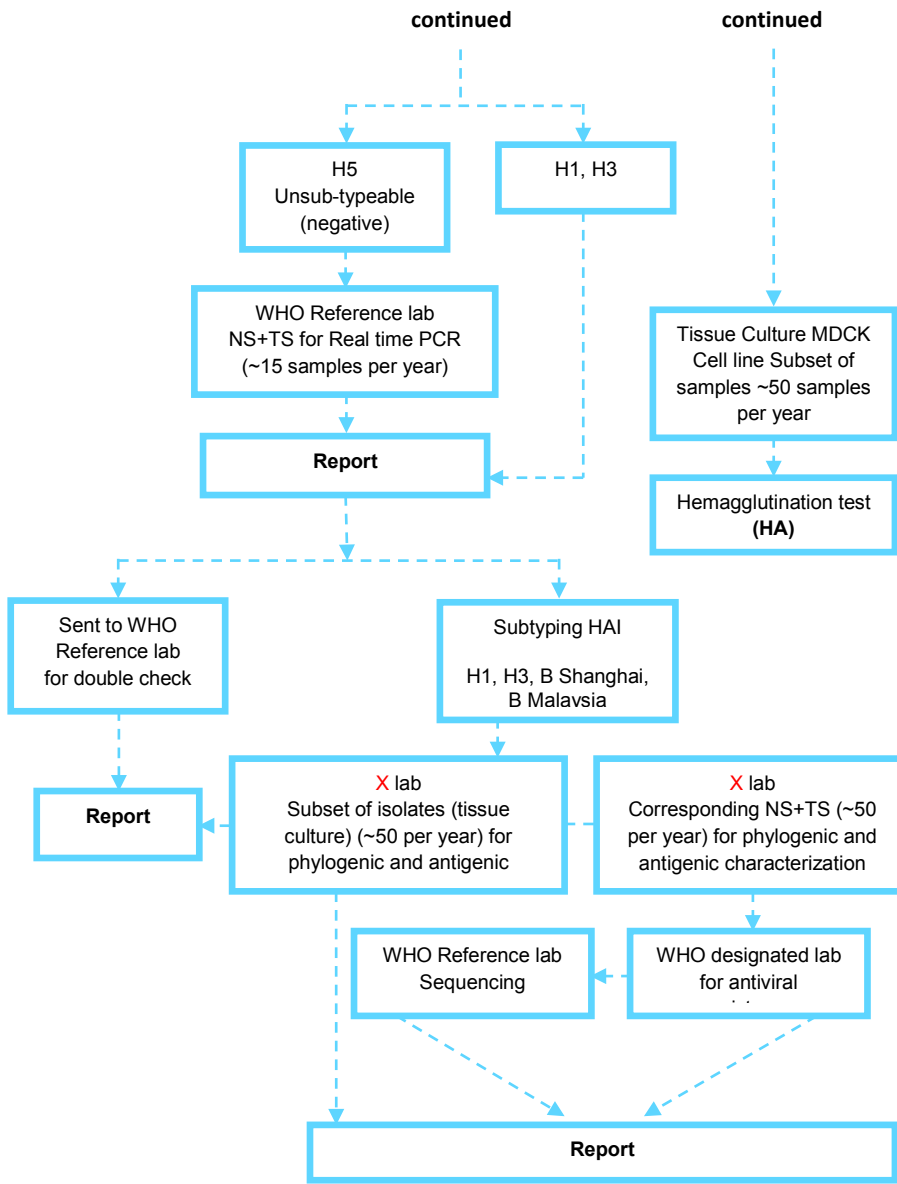 continued
continued
H5
Unsub-typeable
(negative)
H1, H3
WHO Reference lab
NS+TS for Real time PCR
(~15 samples per year)
Tissue Culture MDCK
Cell line Subset of
samples ~50 samples
per year
Report
Hemagglutination test
(HA)
Sent to WHO
Reference lab
for double check
Subtyping HAI
H1, H3, B Shanghai,
B Malaysia
X lab
Subset of isolates (tissue
culture) (~50 per year) for
phylogenic and antigenic
X lab
Corresponding NS+TS (~50
per year) for phylogenic and
antigenic characterization
Report
WHO Reference lab
Sequencing
WHO designated lab
for antiviral
Report